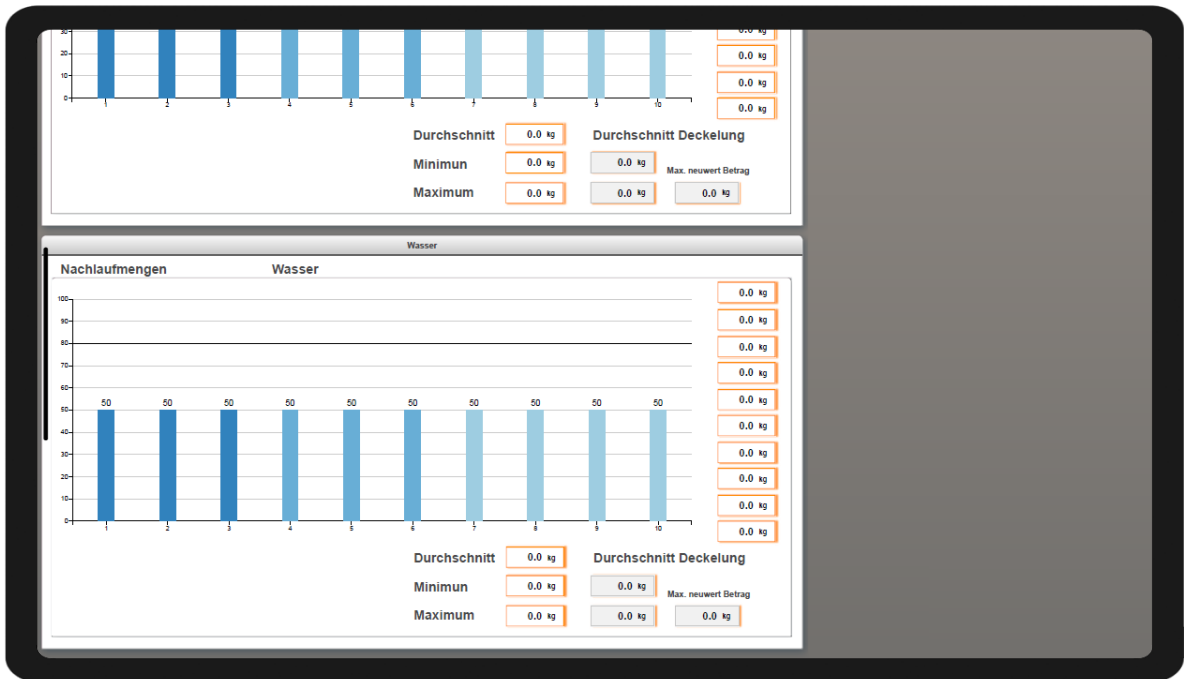 30
0.0 kg
20
0.0 kg
10
0.0 kg
0
0.0 kg
1 2 3 4 5 6 7 8 9 10
Durchschnitt 0.0 kg Durchschnitt Deckelung
Minimun 0.0 kg 0.0 kg Max. neuwert Betrag
Maximum 0.0 kg 0.0 kg 0.0 kg
Wasser
Nachlaufmengen Wasser
0.0 kg
100
90 0.0 kg
80 0.0 kg
70 0.0 kg
60
50 50 50 50 50 50 50 50 50 50 0.0 kg
50
0.0 kg
40
30 0.0 kg
20 0.0 kg
10 0.0 kg
0
0.0 kg
1 2 3 4 5 6 7 8 9 10
Durchschnitt 0.0 kg Durchschnitt Deckelung
Minimun 0.0 kg 0.0 kg Max. neuwert Betrag
Maximum 0.0 kg 0.0 kg 0.0 kg